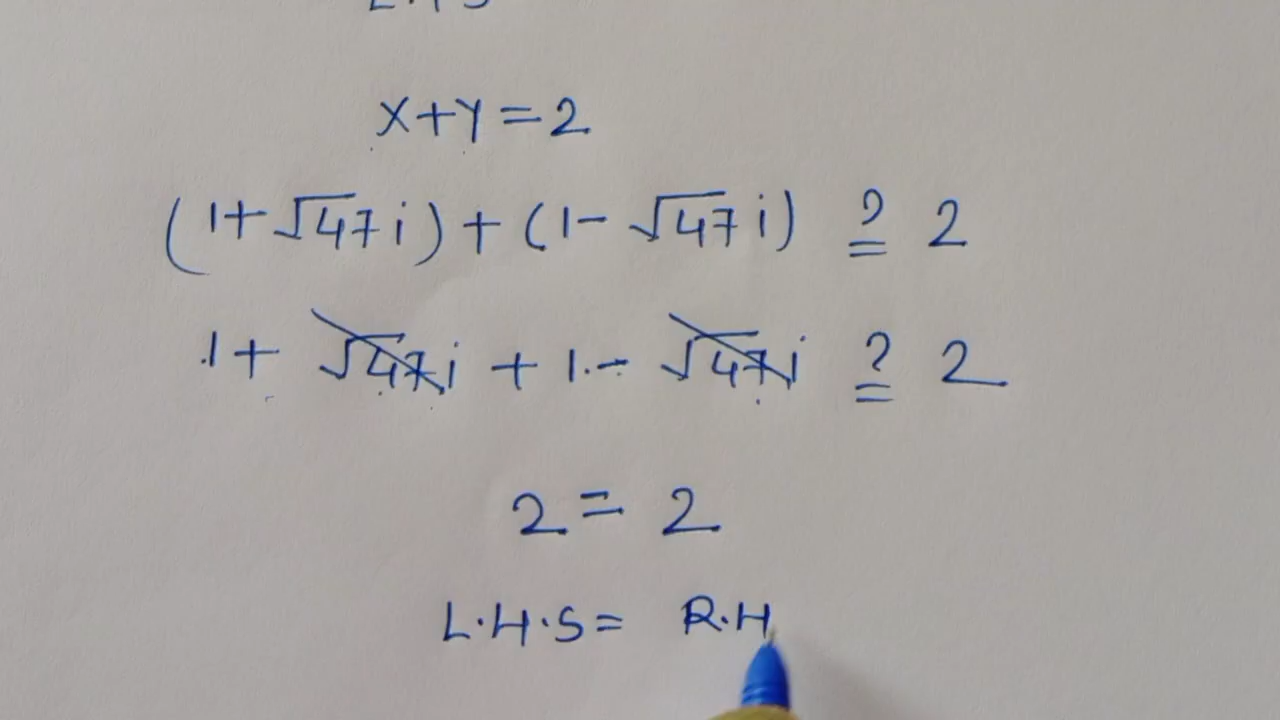 X+Y=2
(1+√47i)+(1-√47i) ≟ 2
1+ √47i + 1 - √47i ≟ 2
2 = 2
L.H.S = R.H